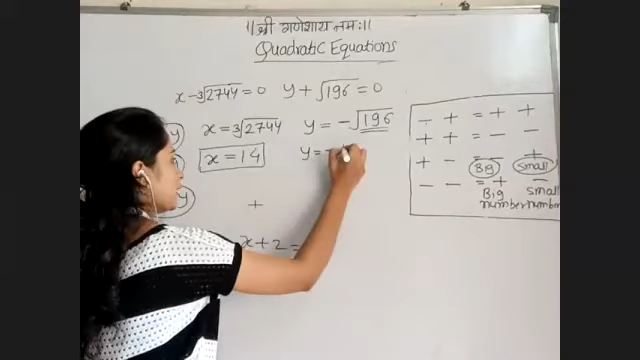 ॥ श्री गणेशाय नमः॥
Quadratic Equations
x - 3√2744 = 0   y + √196 = 0
y) x = 3√2744   y = -√196
x = 14   y = -
y)
+
x + 2 =
- + = + +
+ + = - -
+ - = - +
Big Small
- - = + -
Big small
number number